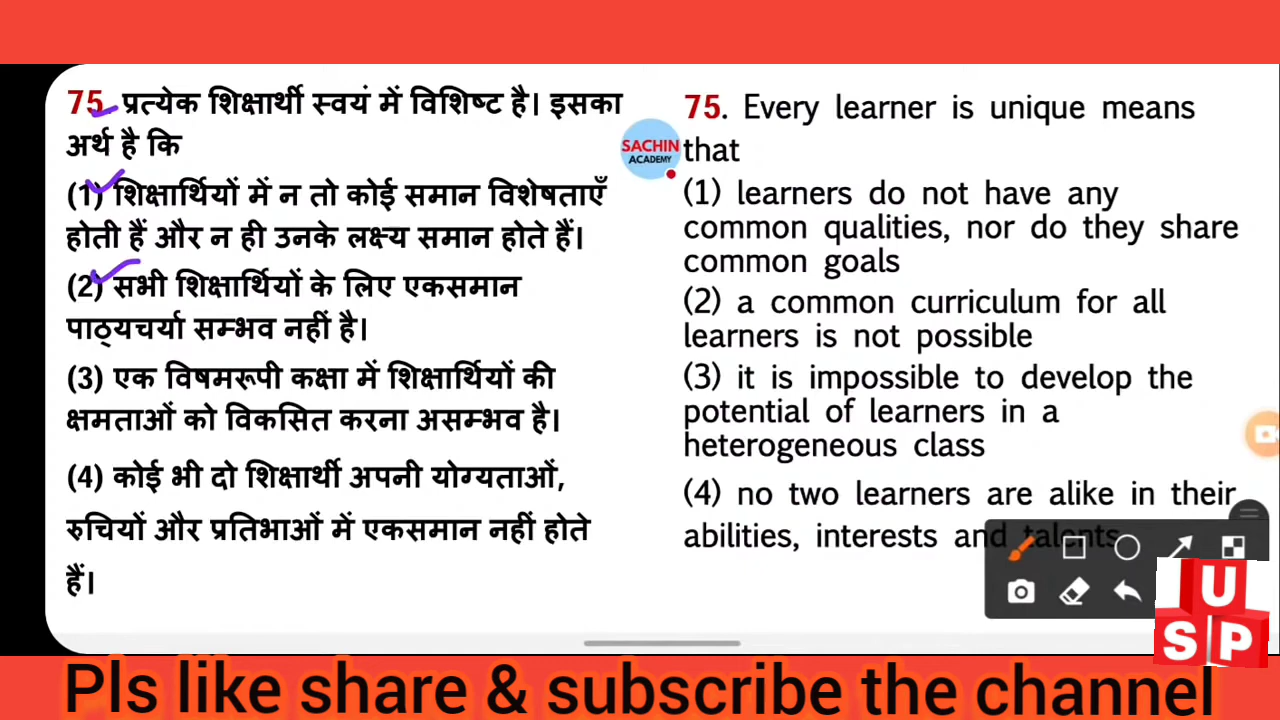 75. प्रत्येक शिक्षार्थी स्वयं में विशिष्ट है। इसका
अर्थ है कि
(1) शिक्षार्थियों में न तो कोई समान विशेषताएँ
होती हैं और न ही उनके लक्ष्य समान होते हैं।
(2) सभी शिक्षार्थियों के लिए एकसमान
पाठ्यचर्या सम्भव नहीं है।
(3) एक विषमरूपी कक्षा में शिक्षार्थियों की
क्षमताओं को विकसित करना असम्भव है।
(4) कोई भी दो शिक्षार्थी अपनी योग्यताओं,
रुचियों और प्रतिभाओं में एकसमान नहीं होते
हैं।
SACHIN
ACADEMY
75. Every learner is unique means
that
(1) learners do not have any
common qualities, nor do they share
common goals
(2) a common curriculum for all
learners is not possible
(3) it is impossible to develop the
potential of learners in a
heterogeneous class
(4) no two learners are alike in their
abilities, interests and talents
U
S P
Pls like share & subscribe the channel